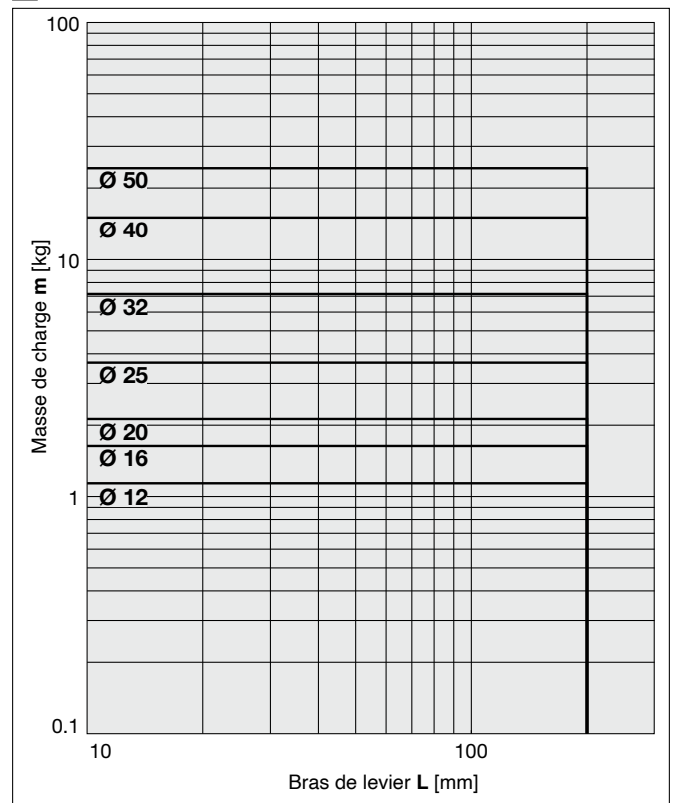 100
Ø 50
Ø 40
10
Ø 32
Ø 25
Ø 20
Ø 16
1
Ø 12
0.1
10
100
Masse de charge m [kg]
Bras de levier L [mm]